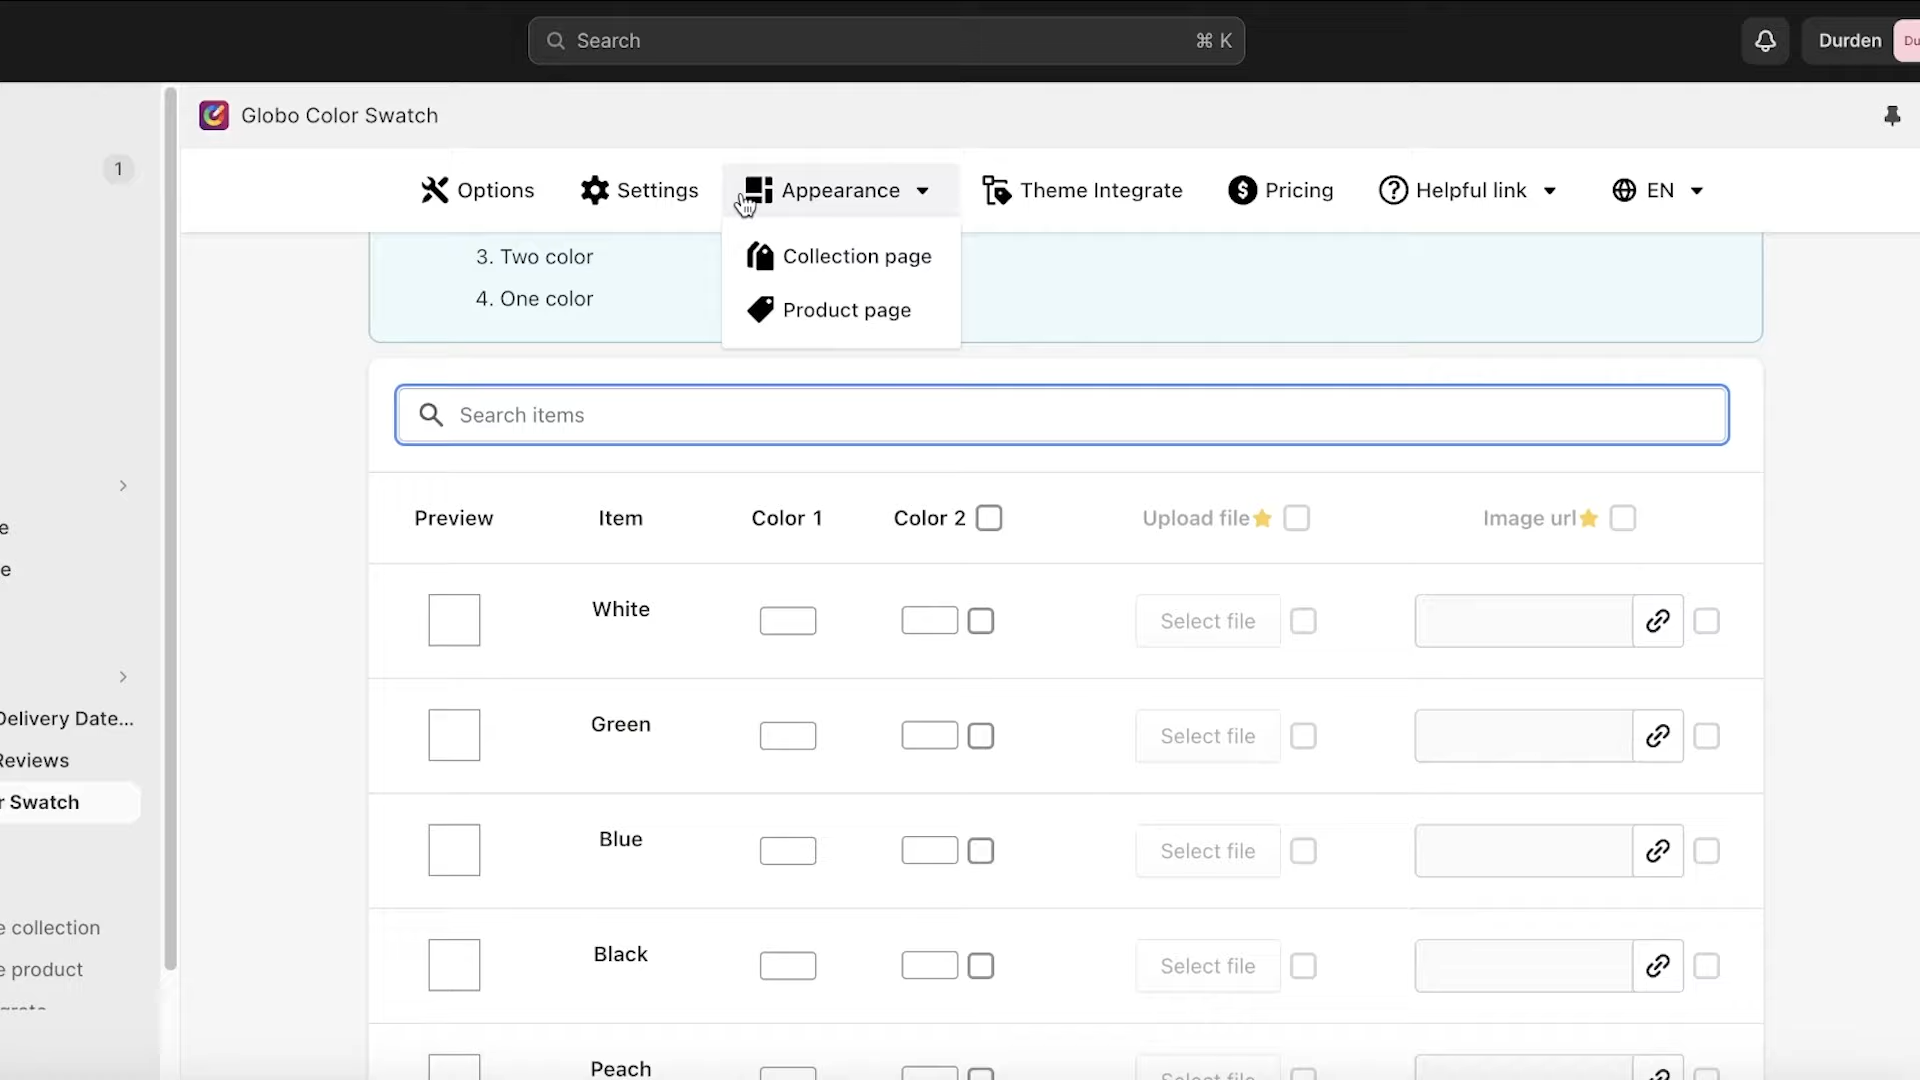 Search
⌘ K
Durden
Du
Globo Color Swatch
1
Options
Settings
Appearance
Theme Integrate
Pricing
Helpful link
EN
Collection page
Product page
3. Two color
4. One color
Search items
Preview Item Color 1 Color 2 Upload file Image url
White Select file
Green Select file
Blue Select file
Black Select file
Peach
e
e
Delivery Date...
Reviews
r Swatch
e collection
e product